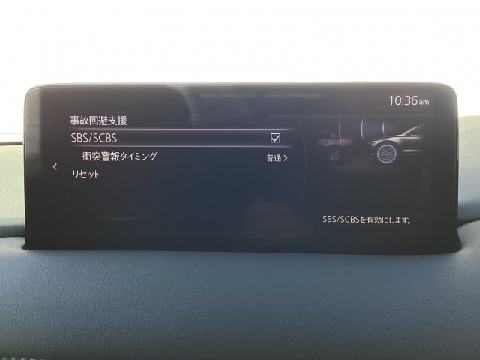 10:36am
事故回避支援
SBS/SCBS
衝突警報タイミング 普通
リセット
SBS/SCBSを有効にします。